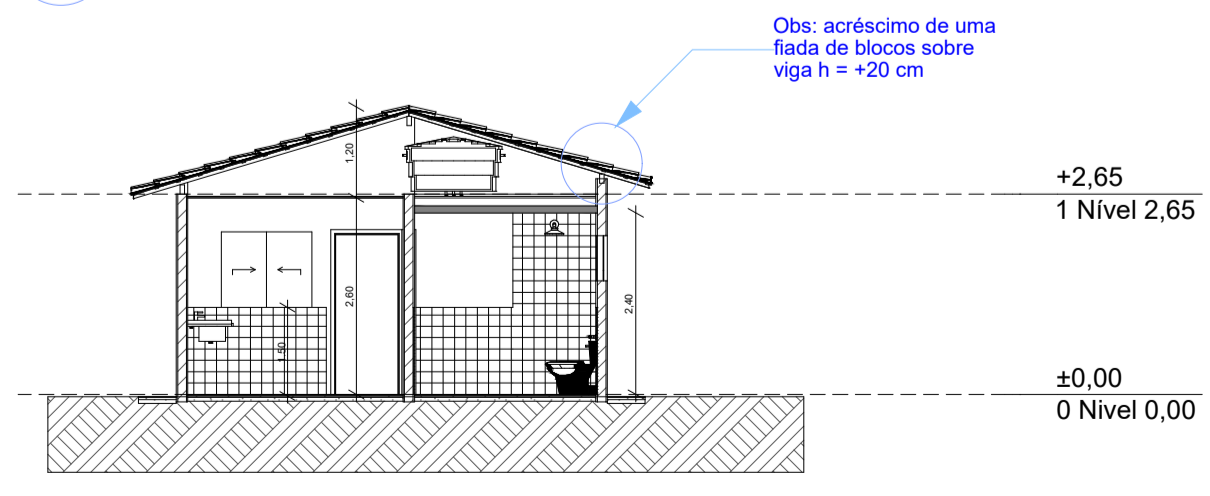 Obs: acréscimo de uma
fiada de blocos sobre
viga h = +20 cm
1,20
+2,65
1 Nível 2,65
2,60
2,40
1,50
±0,00
0 Nivel 0,00